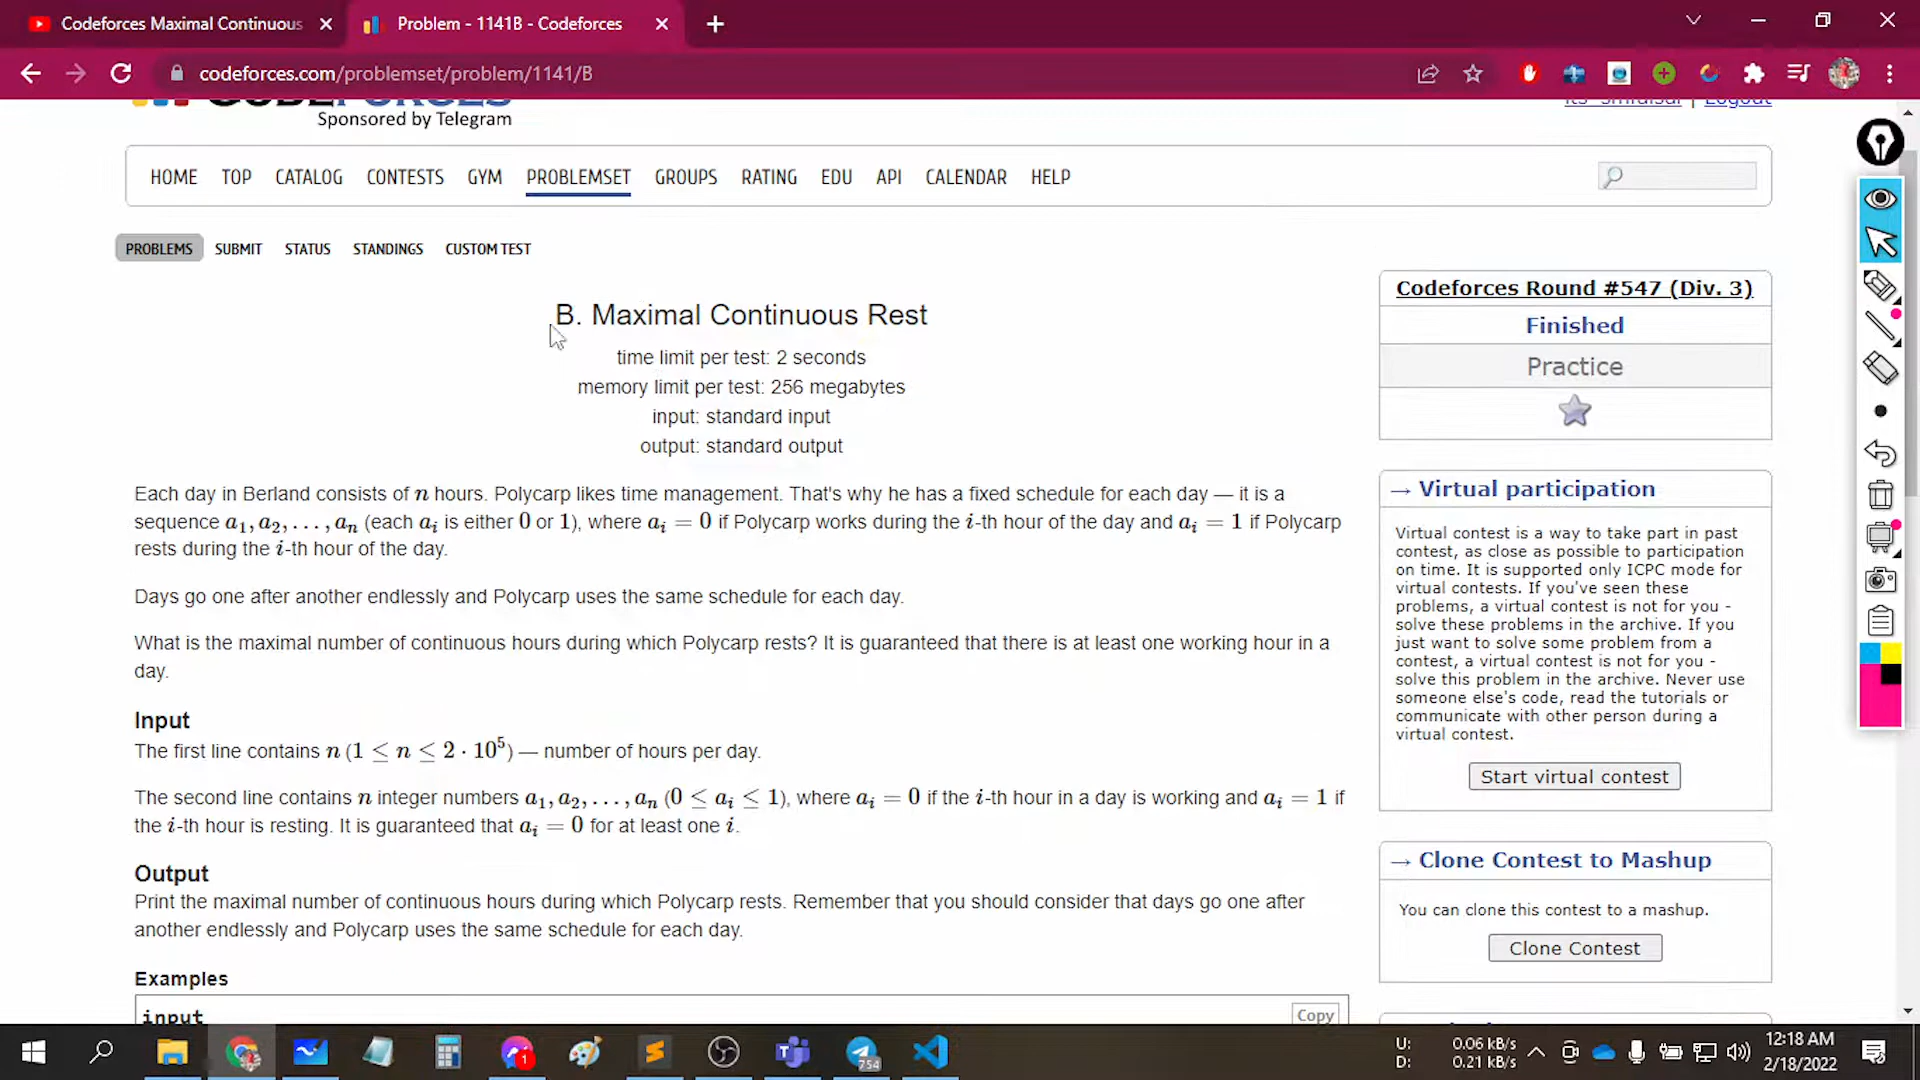 Codeforces Maximal Continuous
Problem - 1141B - Codeforces
codeforces.com/problemset/problem/1141/B
Sponsored by Telegram
Logout
HOME TOP CATALOG CONTESTS GYM PROBLEMSET GROUPS RATING EDU API CALENDAR HELP
PROBLEMS SUBMIT STATUS STANDINGS CUSTOM TEST
B. Maximal Continuous Rest
time limit per test: 2 seconds
memory limit per test: 256 megabytes
input: standard input
output: standard output
Each day in Berland consists of n hours. Polycarp likes time management. That's why he has a fixed schedule for each day — it is a
sequence a₁, a₂, . . . , aₙ (each aᵢ is either 0 or 1), where aᵢ = 0 if Polycarp works during the i-th hour of the day and aᵢ = 1 if Polycarp
rests during the i-th hour of the day.
Days go one after another endlessly and Polycarp uses the same schedule for each day.
What is the maximal number of continuous hours during which Polycarp rests? It is guaranteed that there is at least one working hour in a
day.
Input
The first line contains n (1 ≤ n ≤ 2 · 10⁵) — number of hours per day.
The second line contains n integer numbers a₁, a₂, . . . , aₙ (0 ≤ aᵢ ≤ 1), where aᵢ = 0 if the i-th hour in a day is working and aᵢ = 1 if
the i-th hour is resting. It is guaranteed that aᵢ = 0 for at least one i.
Output
Print the maximal number of continuous hours during which Polycarp rests. Remember that you should consider that days go one after
another endlessly and Polycarp uses the same schedule for each day.
Examples
input
Copy
Codeforces Round #547 (Div. 3)
Finished
Practice
→ Virtual participation
Virtual contest is a way to take part in past
contest, as close as possible to participation
on time. It is supported only ICPC mode for
virtual contests. If you've seen these
problems, a virtual contest is not for you -
solve these problems in the archive. If you
just want to solve some problem from a
contest, a virtual contest is not for you -
solve this problem in the archive. Never use
someone else's code, read the tutorials or
communicate with other person during a
virtual contest.
Start virtual contest
→ Clone Contest to Mashup
You can clone this contest to a mashup.
Clone Contest
1
754
U: 0.06 kB/s
D: 0.21 kB/s
12:18 AM
2/18/2022